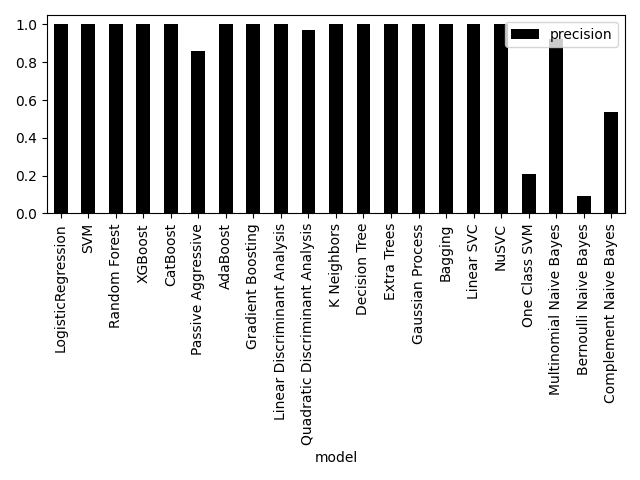 precision
1.0
0.8
0.6
0.4
0.2
0.0
LogisticRegression
SVM
Random Forest
XGBoost
CatBoost
Passive Aggressive
AdaBoost
Gradient Boosting
Linear Discriminant Analysis
Quadratic Discriminant Analysis
K Neighbors
Decision Tree
Extra Trees
Gaussian Process
Bagging
Linear SVC
NuSVC
One Class SVM
Multinomial Naive Bayes
Bernoulli Naive Bayes
Complement Naive Bayes
model